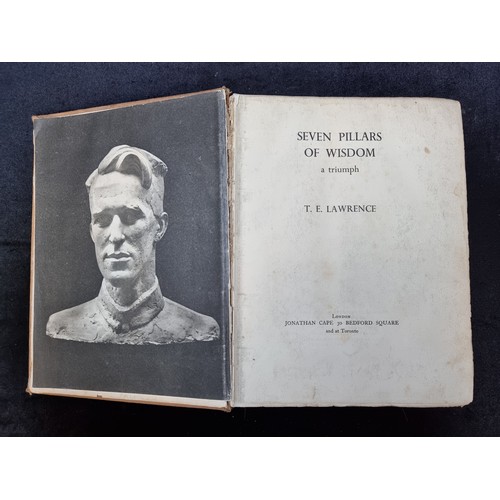 SEVEN PILLARS
OF WISDOM
a triumph
T. E. LAWRENCE
London
JONATHAN CAPE 30 BEDFORD SQUARE
and at Toronto